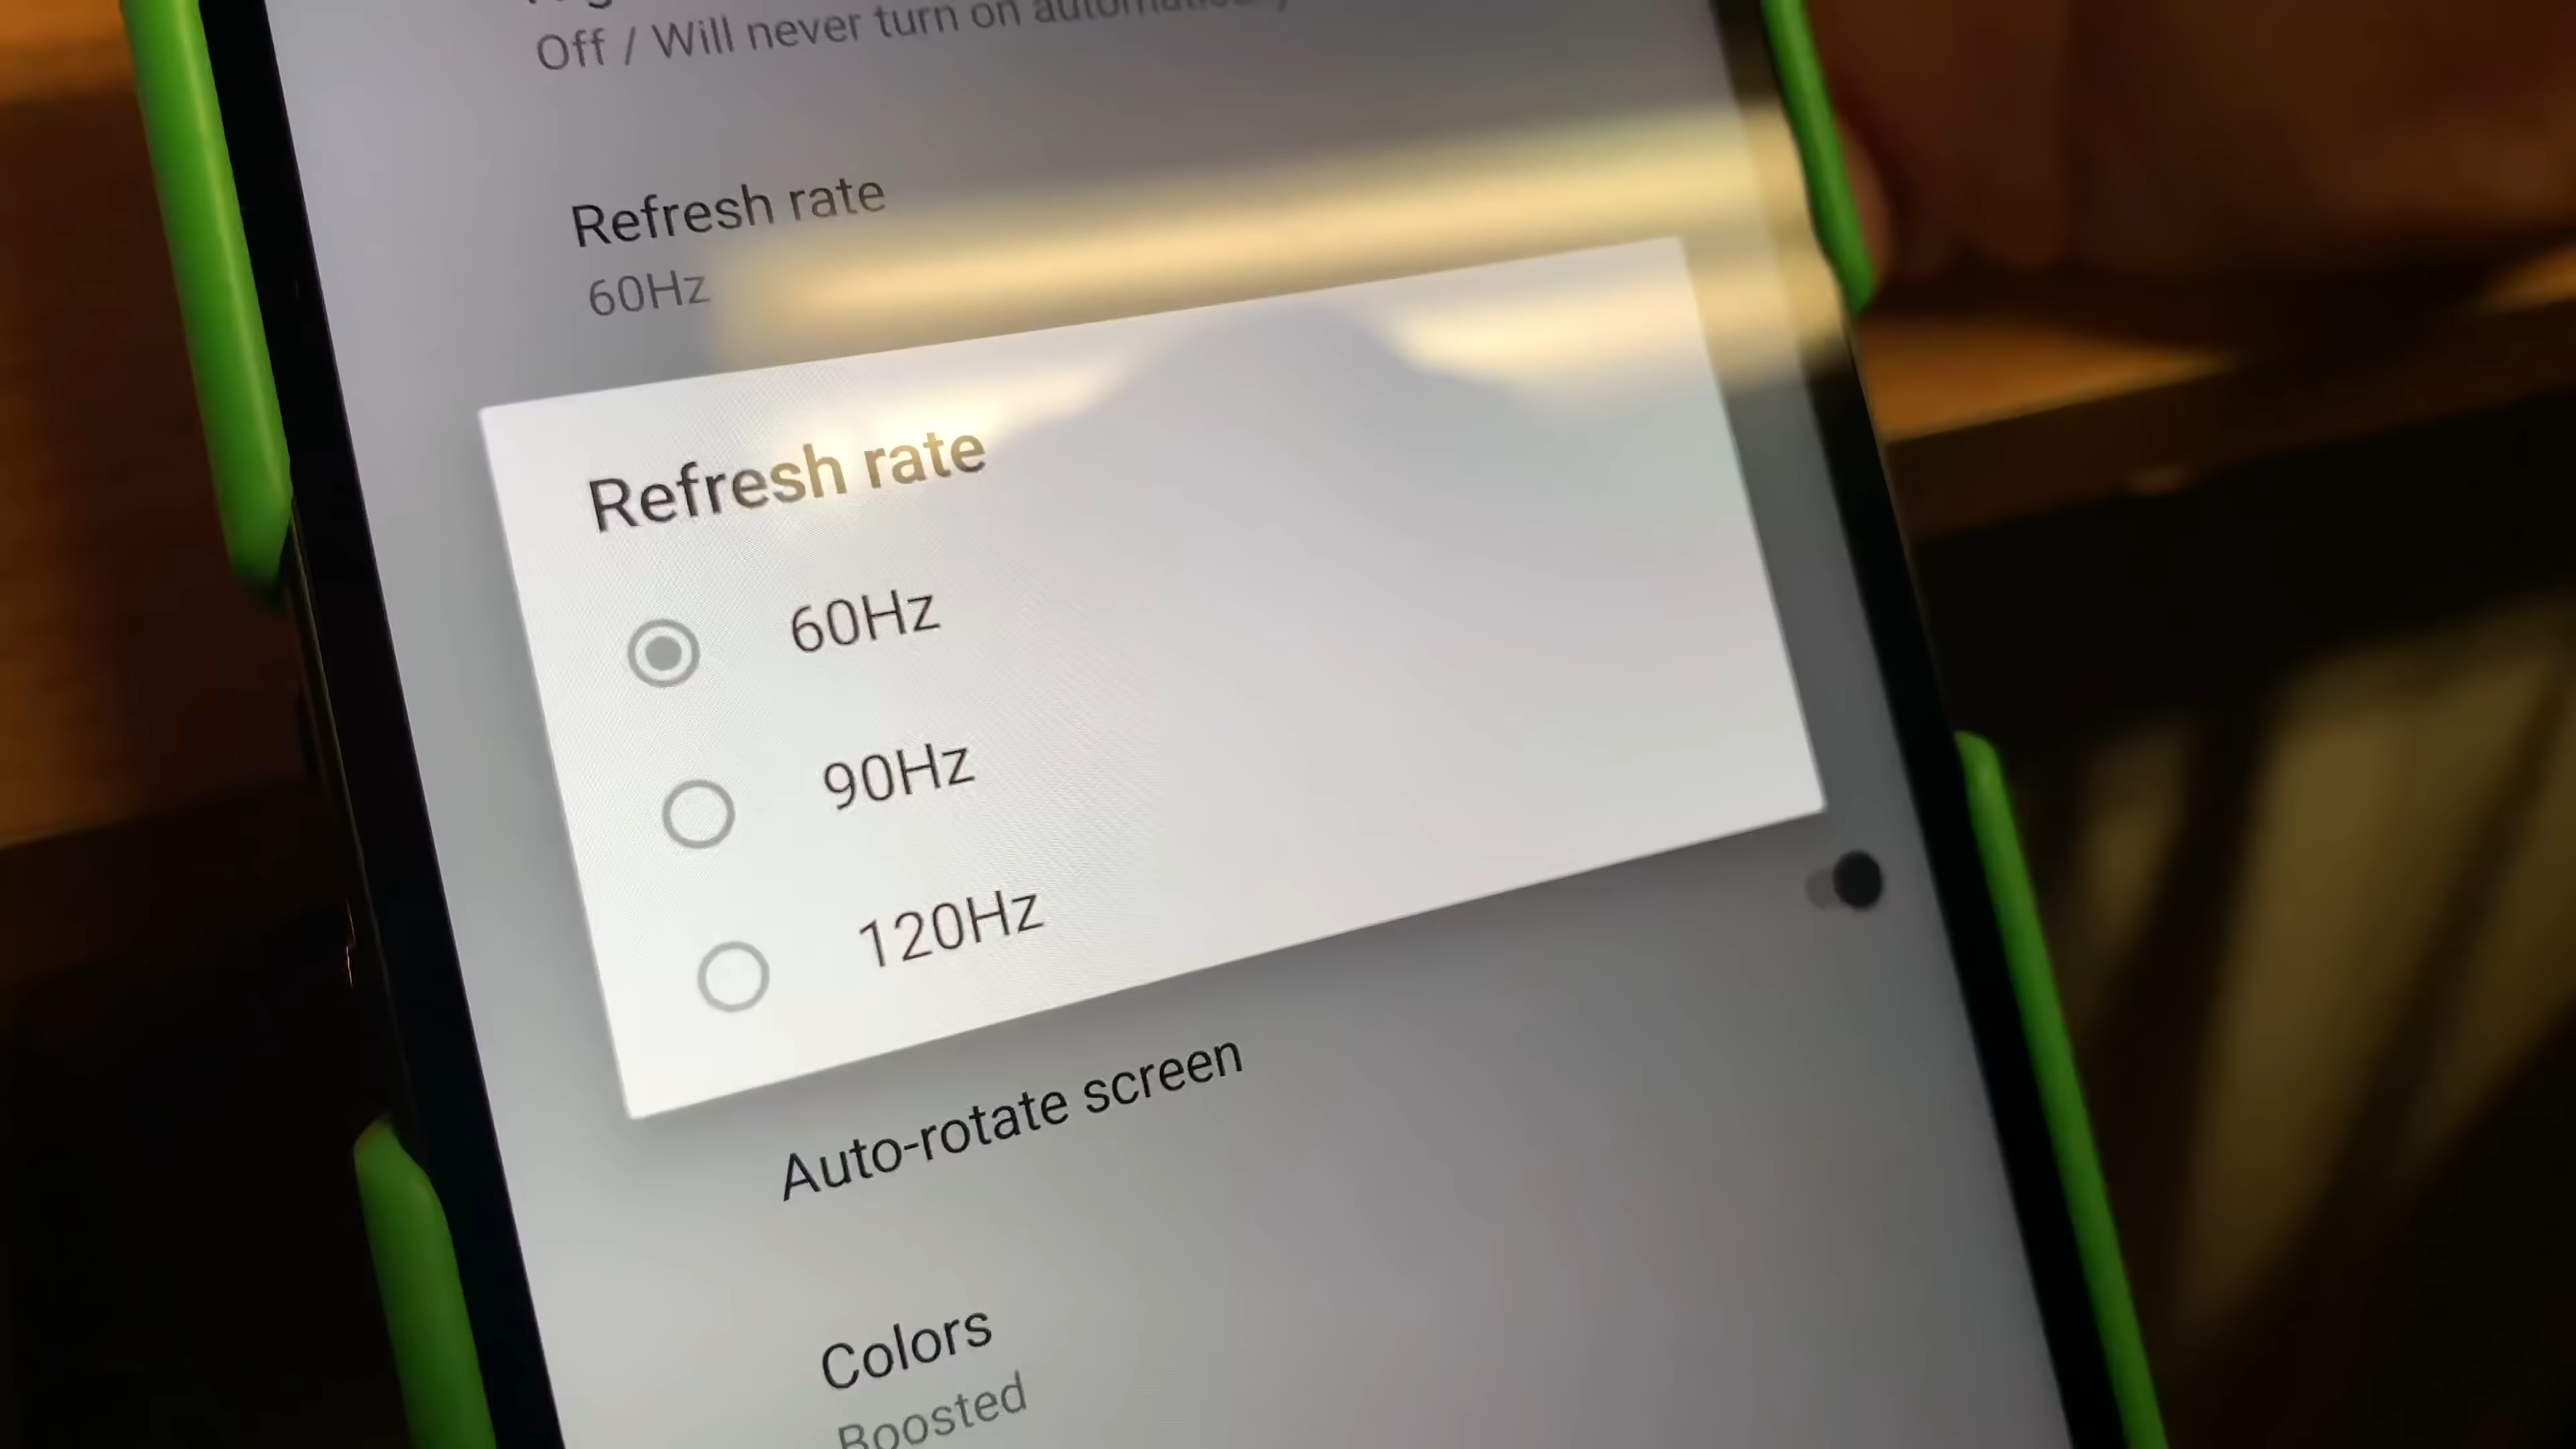 Off / Will never turn on automatically
Refresh rate
60Hz
Refresh rate
60Hz
90Hz
120Hz
Auto-rotate screen
Colors
Boosted